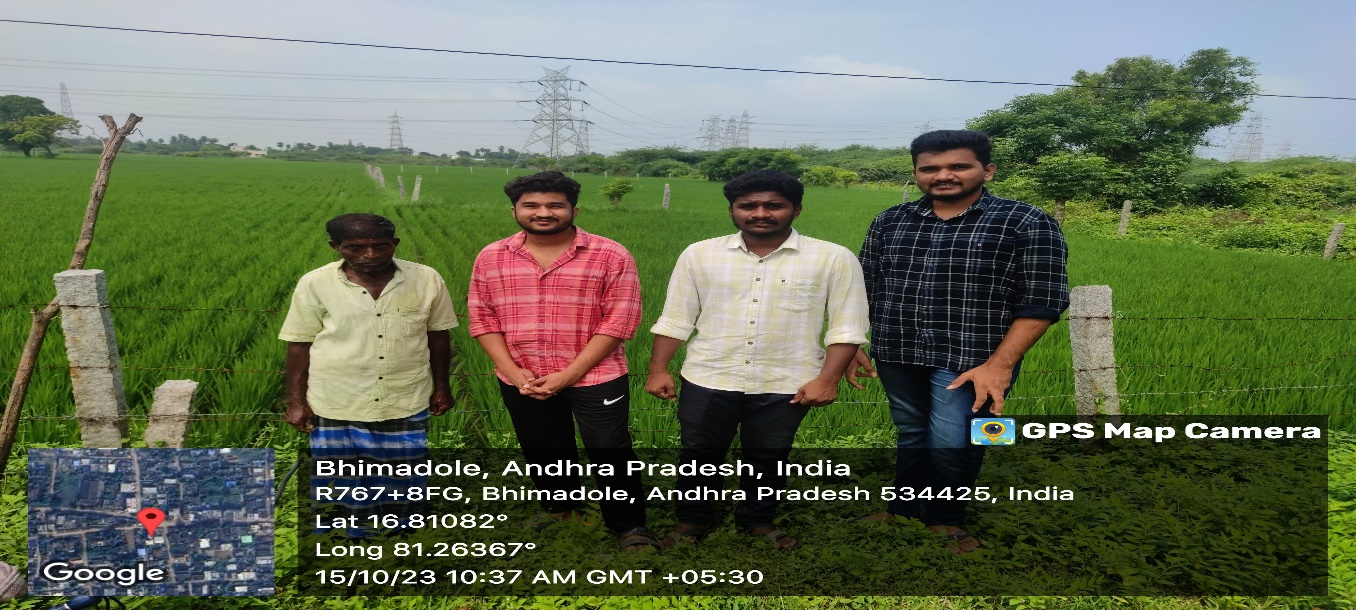 GPS Map Camera
Bhimadole, Andhra Pradesh, India
R767+8FG, Bhimadole, Andhra Pradesh 534425, India
Lat 16.81082°
Long 81.26367°
15/10/23 10:37 AM GMT +05:30
Google